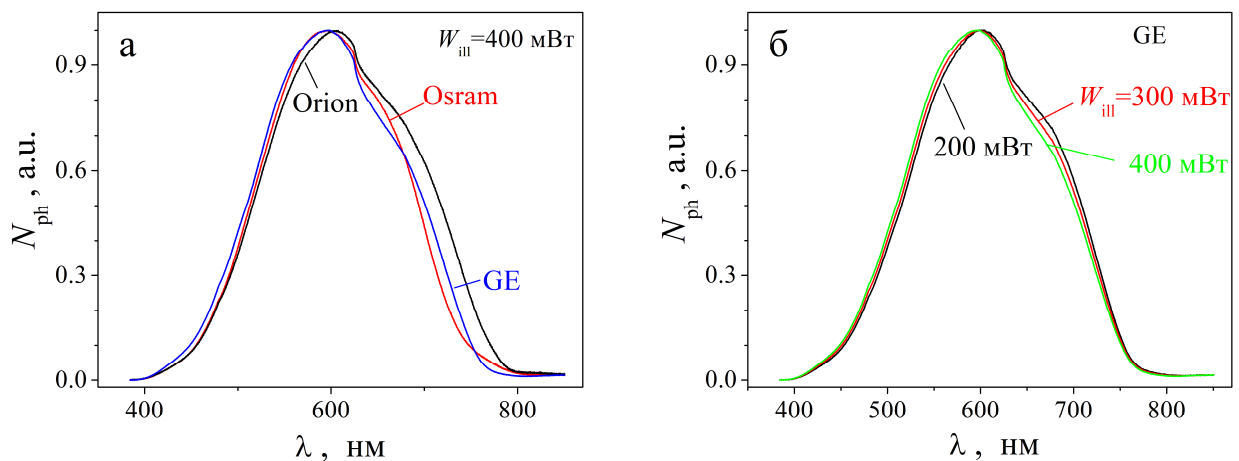 а
W_ill=400 мВт
Orion
Osram
GE
N_ph , a.u.
0.9
0.6
0.3
0.0
400
600
800
λ , нм
б
GE
W_ill=300 мВт
200 мВт
400 мВт
N_ph , a.u.
0.9
0.6
0.3
0.0
400
500
600
700
800
λ , нм